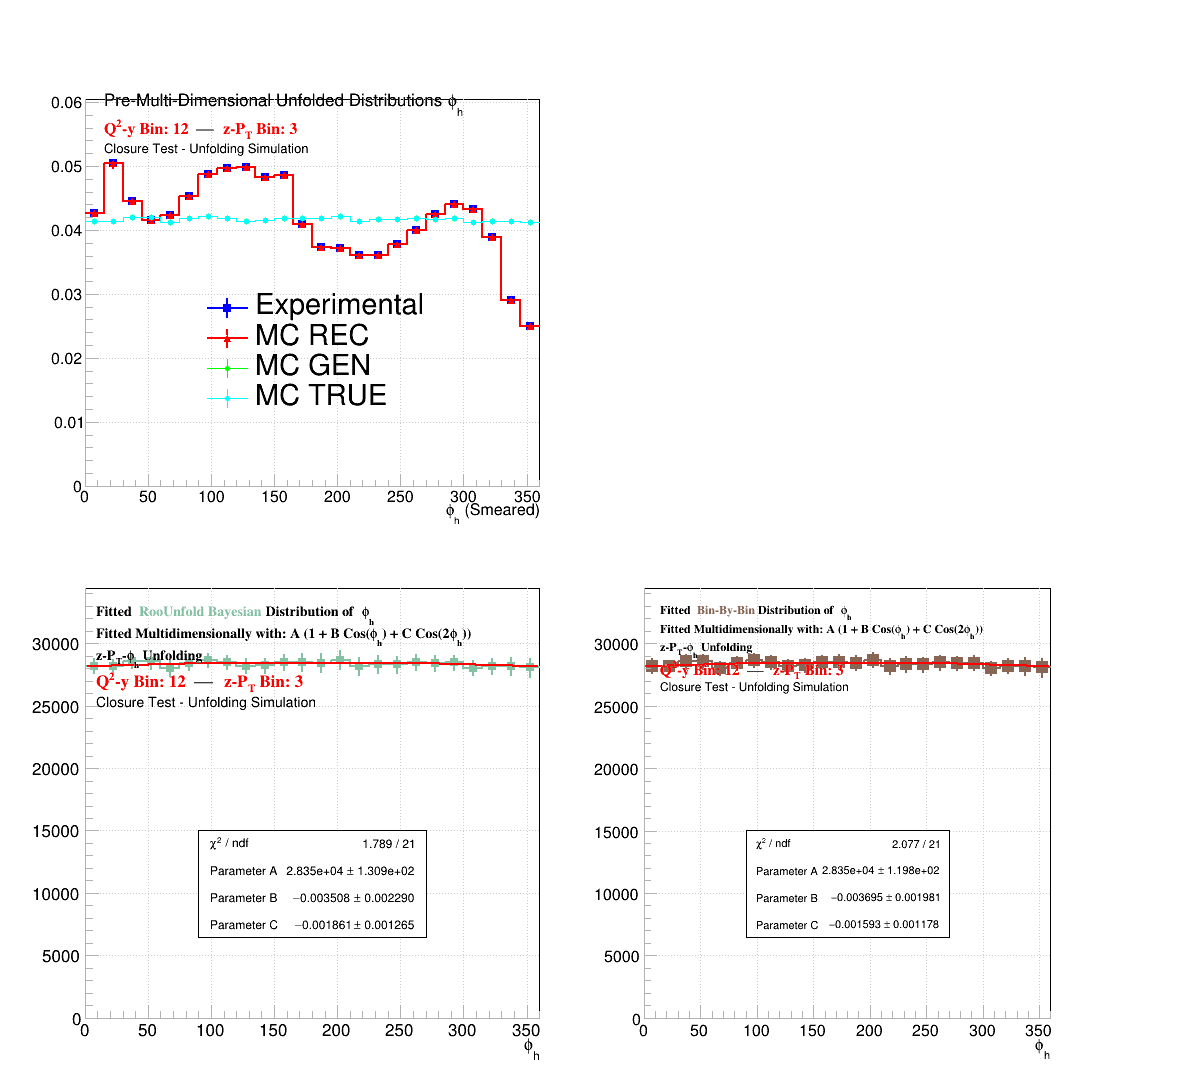 Pre-Multi-Dimensional Unfolded Distributions ϕh
Q²-y Bin: 12 — z-PT Bin: 3
Closure Test - Unfolding Simulation
0.06
0.05
0.04
0.03
0.02
0.01
0
Experimental
MC REC
MC GEN
MC TRUE
0 50 100 150 200 250 300 350
ϕh (Smeared)
Fitted RooUnfold Bayesian Distribution of ϕh
Fitted Multidimensionally with: A (1 + B Cos(ϕh) + C Cos(2ϕh))
z-PT-ϕh Unfolding
Q²-y Bin: 12 — z-PT Bin: 3
Closure Test - Unfolding Simulation
30000
25000
20000
15000
10000
5000
0
χ² / ndf 1.789 / 21
Parameter A 2.835e+04 ± 1.309e+02
Parameter B −0.003508 ± 0.002290
Parameter C −0.001861 ± 0.001265
0 50 100 150 200 250 300 350
ϕh
Fitted Bin-By-Bin Distribution of ϕh
Fitted Multidimensionally with: A (1 + B Cos(ϕh) + C Cos(2ϕh))
z-PT-ϕh Unfolding
Q²-y Bin: 12 — z-PT Bin: 3
Closure Test - Unfolding Simulation
30000
25000
20000
15000
10000
5000
0
χ² / ndf 2.077 / 21
Parameter A 2.835e+04 ± 1.198e+02
Parameter B −0.003695 ± 0.001981
Parameter C −0.001593 ± 0.001178
0 50 100 150 200 250 300 350
ϕh